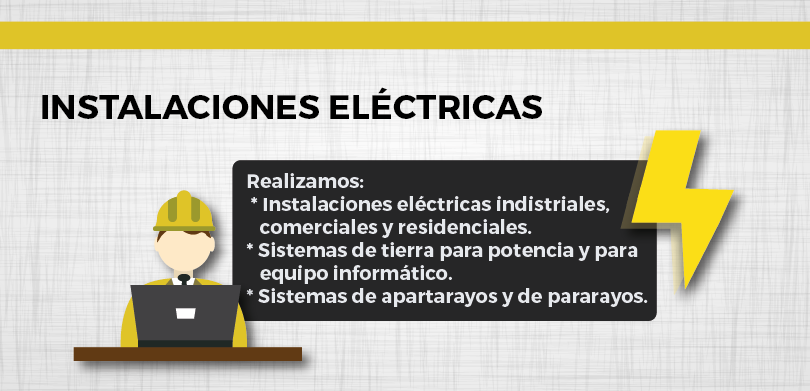 INSTALACIONES ELÉCTRICAS
Realizamos:
* Instalaciones eléctricas indistriales,
comerciales y residenciales.
* Sistemas de tierra para potencia y para
equipo informático.
* Sistemas de apartarayos y de pararayos.